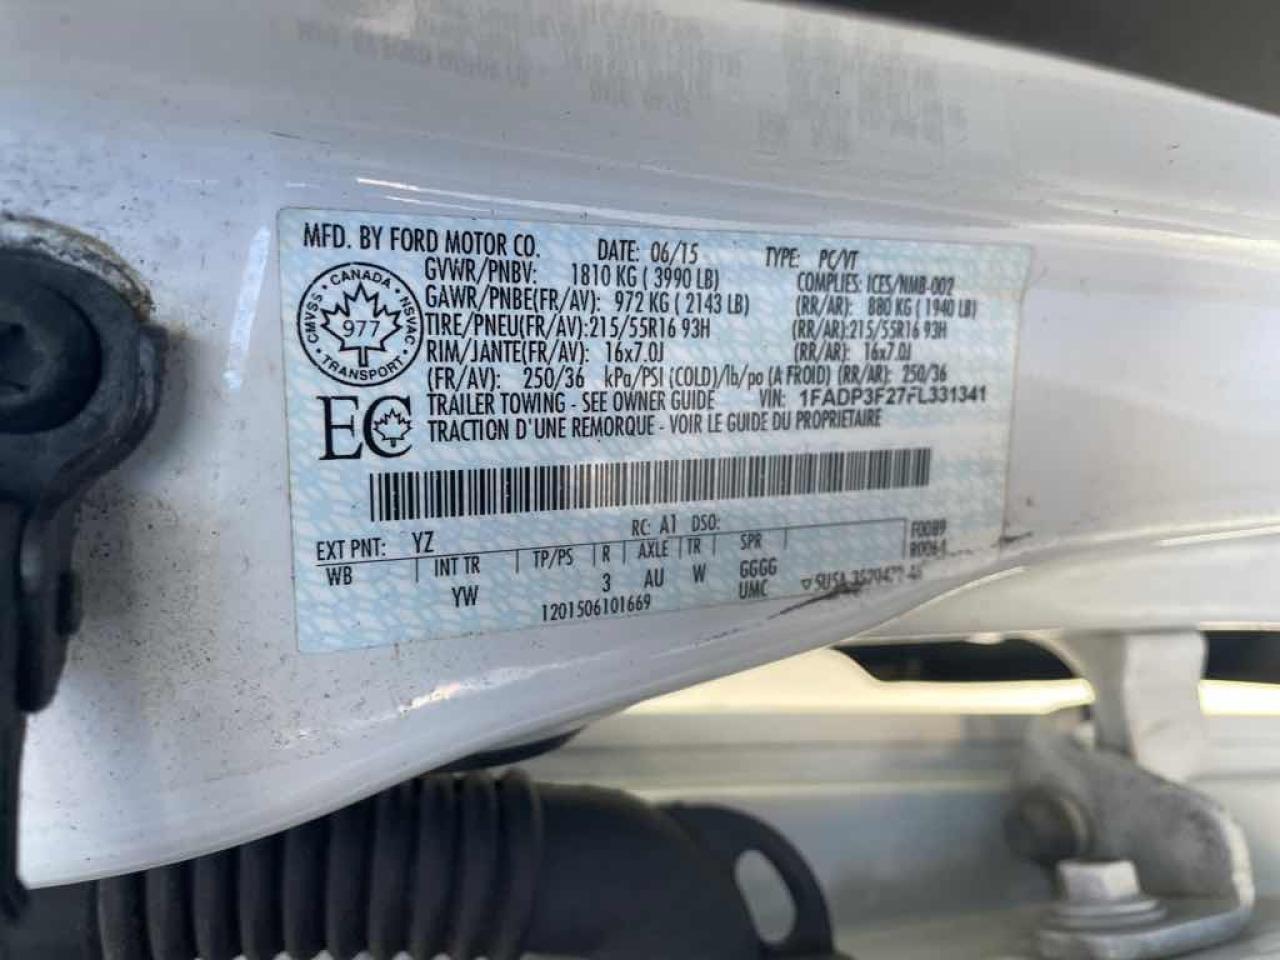 MFD. BY FORD MOTOR CO. DATE: 06/15 TYPE: PC/VT
GVWR/PNBV: 1810 KG ( 3990 LB) COMPLIES: ICES/NMB-002
GAWR/PNBE(FR/AV): 972 KG ( 2143 LB) (RR/AR): 880 KG ( 1940 LB)
TIRE/PNEU(FR/AV):215/55R16 93H (RR/AR):215/55R16 93H
RIM/JANTE(FR/AV): 16x7.0J (RR/AR): 16x7.0J
(FR/AV): 250/36 kPa/PSI (COLD)/lb/po (A FROID) (RR/AR): 250/36
TRAILER TOWING - SEE OWNER GUIDE VIN: 1FADP3F27FL331341
TRACTION D'UNE REMORQUE - VOIR LE GUIDE DU PROPRIETAIRE
CANADA
CMVSS 977 NSVAC
TRANSPORT
EC
EXT PNT: YZ RC: A1 DSO: F0089
WB INT TR TP/PS R AXLE TR SPR
YW 3 AU W GGGG
UMC
1201506101669